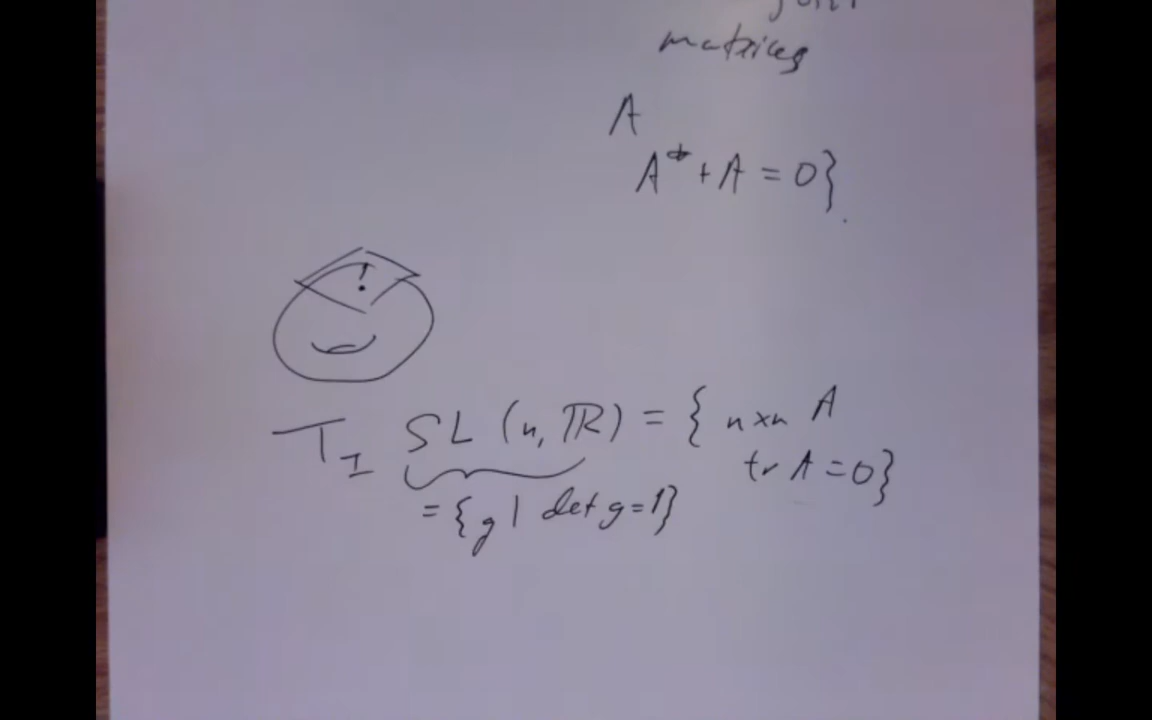 matrices
A
A* + A = 0}.
!
T_I SL (n, ℝ) = { n×n A
tr A = 0}
= {g | det g = 1}